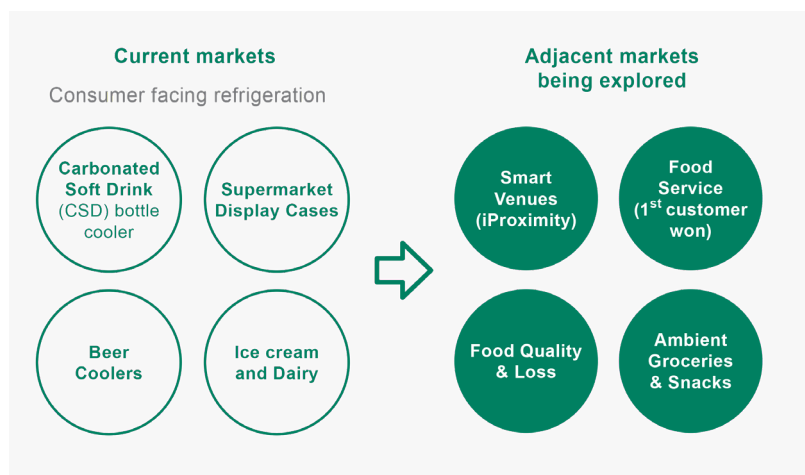 Current markets
Consumer facing refrigeration
Carbonated
Soft Drink
(CSD) bottle
cooler
Supermarket
Display Cases
Beer
Coolers
Ice cream
and Dairy
Adjacent markets
being explored
Smart
Venues
(iProximity)
Food
Service
(1st customer
won)
Food Quality
& Loss
Ambient
Groceries
& Snacks